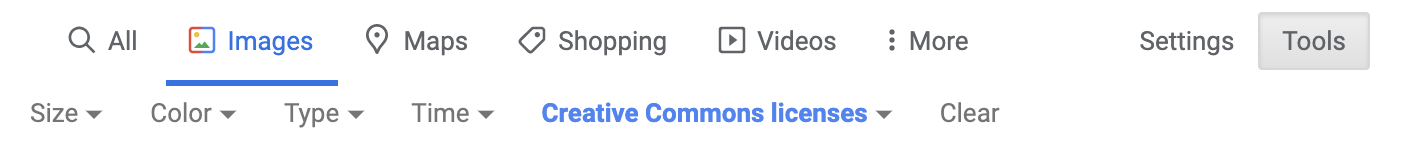 All Images Maps Shopping Videos More Settings Tools
Size Color Type Time Creative Commons licenses Clear